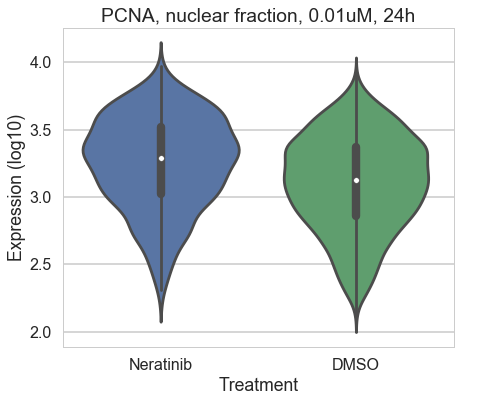 PCNA, nuclear fraction, 0.01uM, 24h
Expression (log10)
4.0
3.5
3.0
2.5
2.0
Neratinib DMSO
Treatment